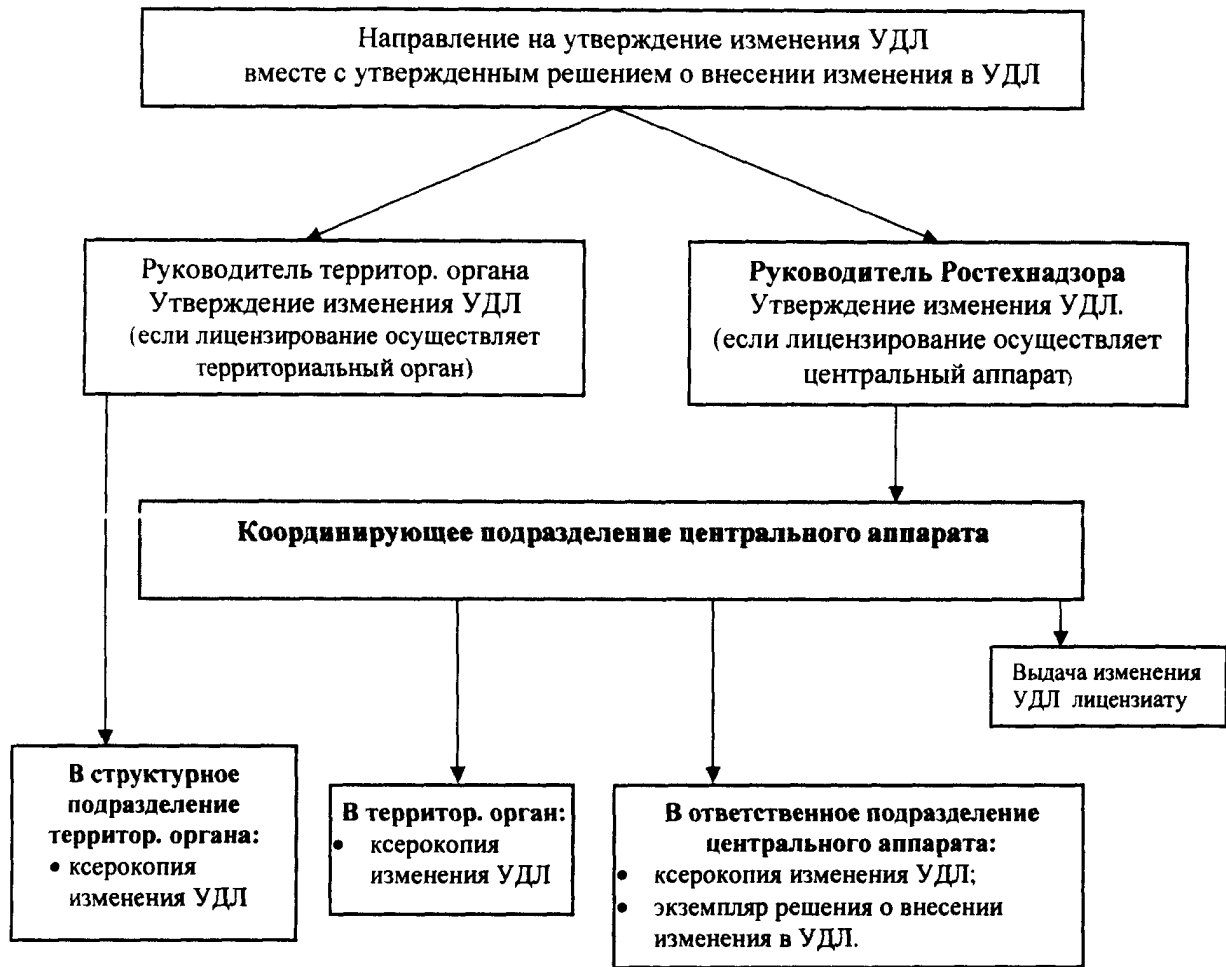 Направление на утверждение изменения УДЛ
вместе с утвержденным решением о внесении изменения в УДЛ
Руководитель территор. органа
Утверждение изменения УДЛ
(если лицензирование осуществляет
территориальный орган)
Руководитель Ростехнадзора
Утверждение изменения УДЛ.
(если лицензирование осуществляет
центральный аппарат)
Координирующее подразделение центрального аппарата
Выдача изменения
УДЛ лицензиату
В структурное
подразделение
территор. органа:
• ксерокопия
изменения УДЛ
В территор. орган:
• ксерокопия
изменения УДЛ
В ответственное подразделение
центрального аппарата:
• ксерокопия изменения УДЛ;
• экземпляр решения о внесении
изменения в УДЛ.